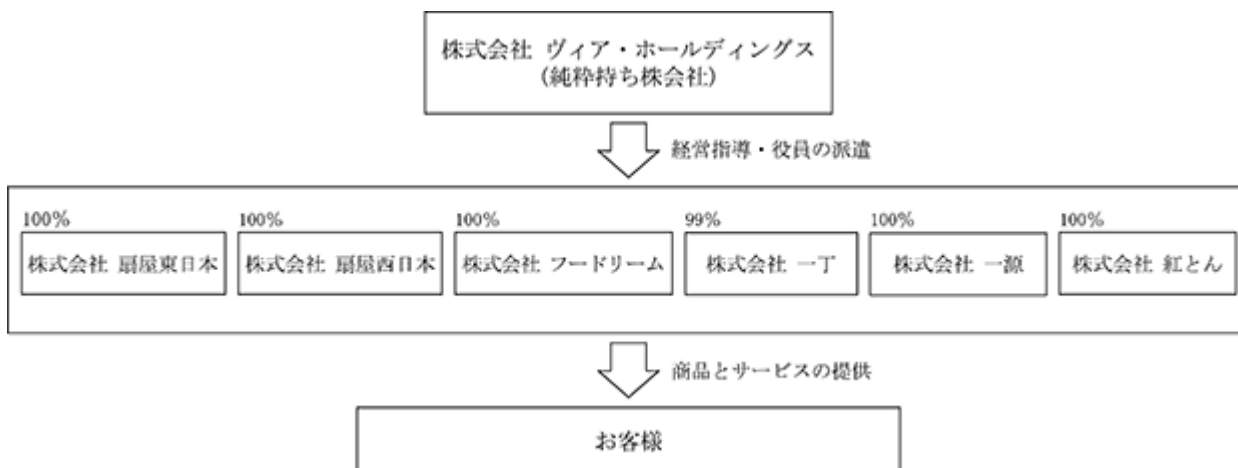 株式会社 ヴィア・ホールディングス
(純粋持ち株会社)
経営指導・役員の派遣
100% 100% 100% 99% 100% 100%
株式会社 扇屋東日本 株式会社 扇屋西日本 株式会社 フードリーム 株式会社 一丁 株式会社 一源 株式会社 紅とん
商品とサービスの提供
お客様